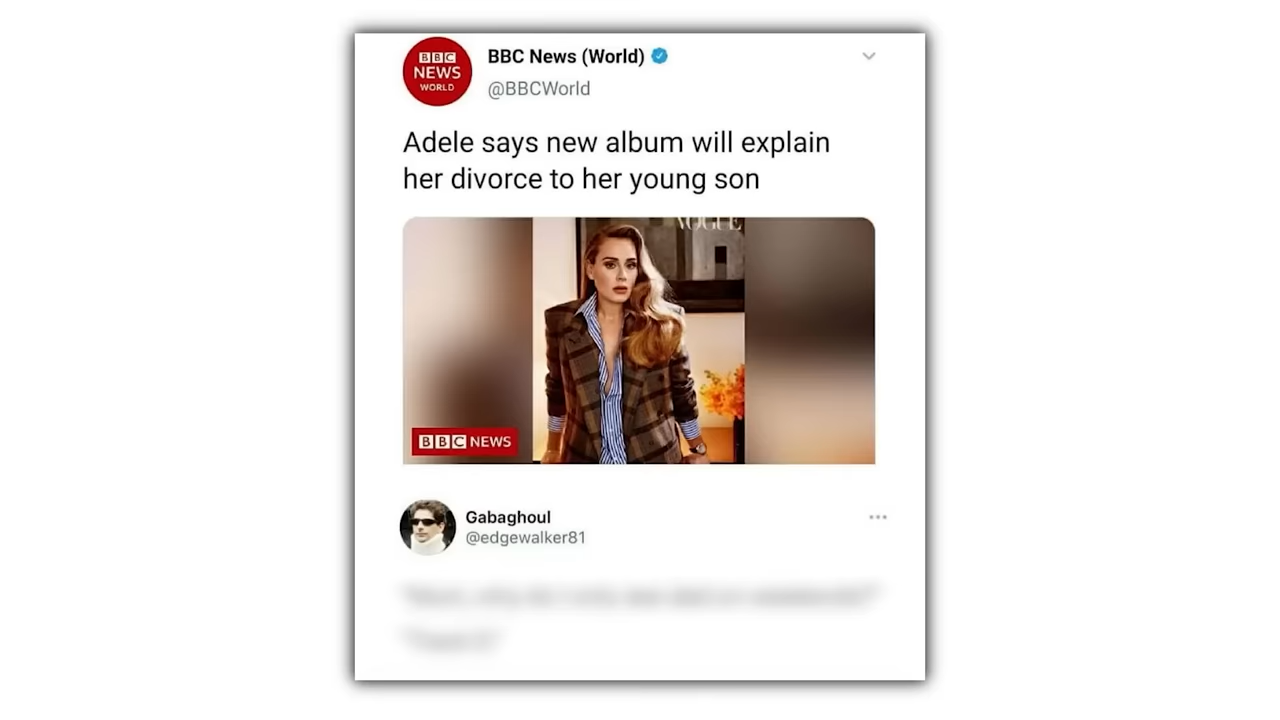 BBC
NEWS
WORLD
BBC News (World)
@BBCWorld
Adele says new album will explain
her divorce to her young son
VOGUE
BBC NEWS
Gabaghoul
@edgewalker81